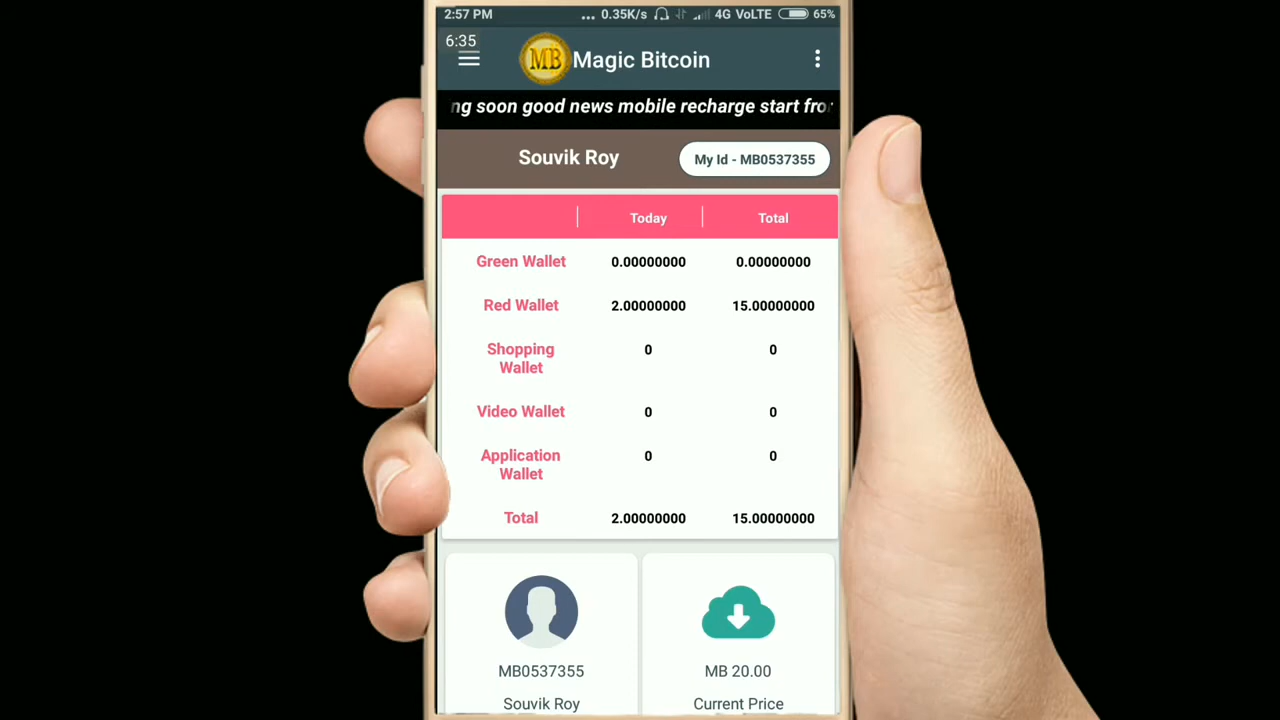 2:57 PM ... 0.35K/s 4G VoLTE 65%
6:35
MB Magic Bitcoin
soon good news mobile recharge start
Souvik Roy My Id - MB0537355
Today Total
Green Wallet 0.00000000 0.00000000
Red Wallet 2.00000000 15.00000000
Shopping 0 0
Wallet
Video Wallet 0 0
Application 0 0
Wallet
Total 2.00000000 15.00000000
MB0537355 MB 20.00
Souvik Roy Current Price